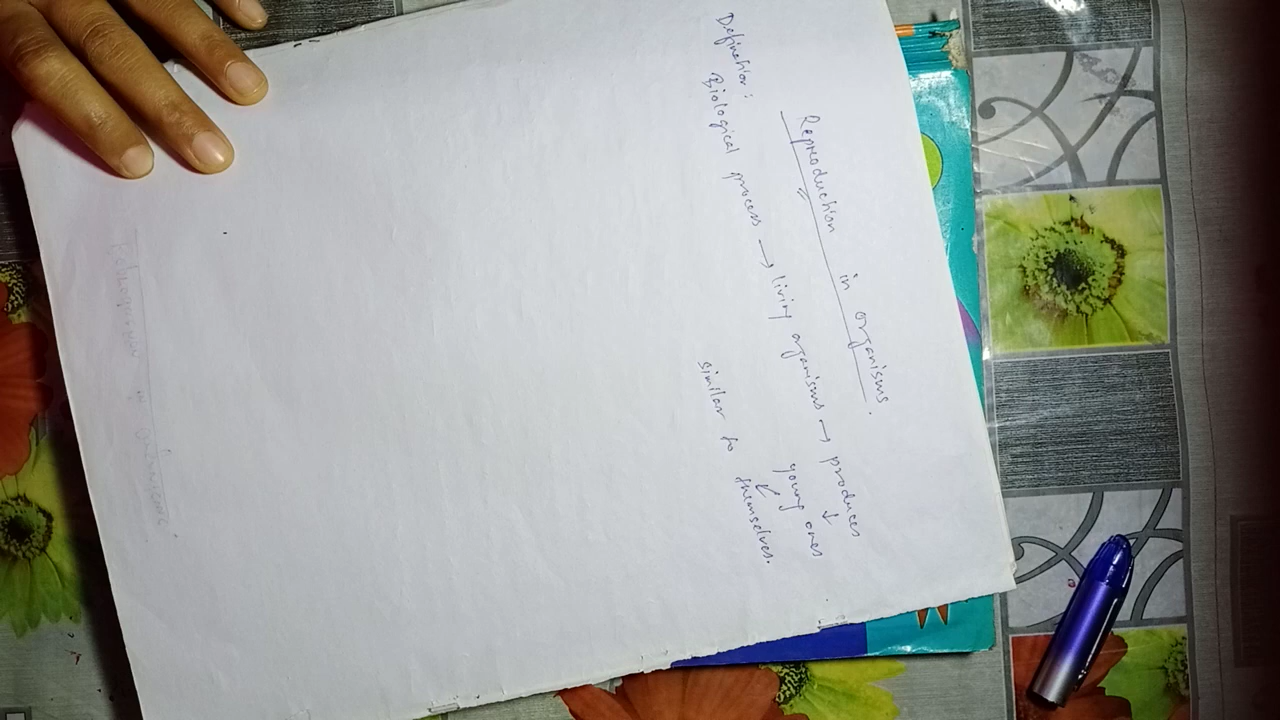 Reproduction in organisms.
Definition:
Biological process → living organisms → produces
↓
young ones
↙
similar to themselves.